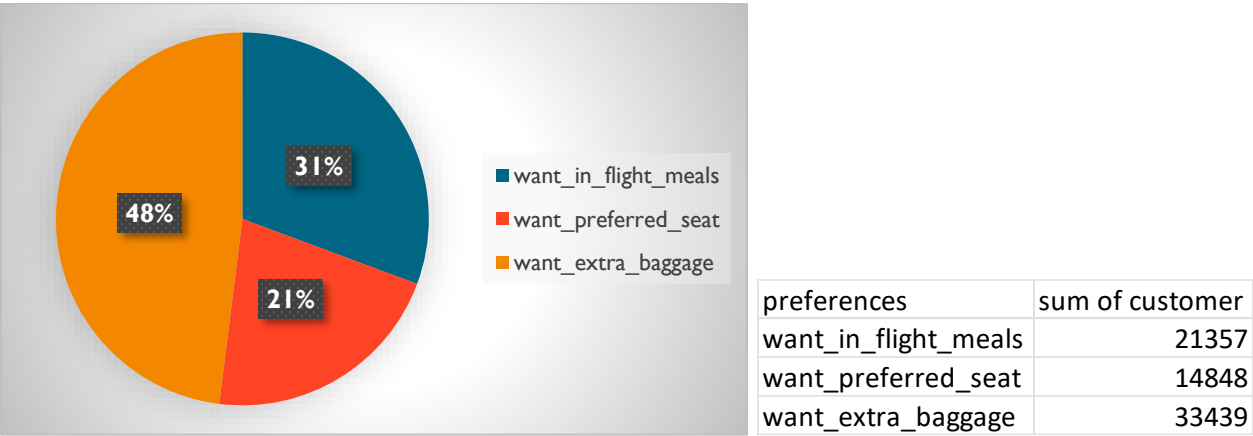 31%
48%
21%
want_in_flight_meals
want_preferred_seat
want_extra_baggage
preferences sum of customer
want_in_flight_meals 21357
want_preferred_seat 14848
want_extra_baggage 33439